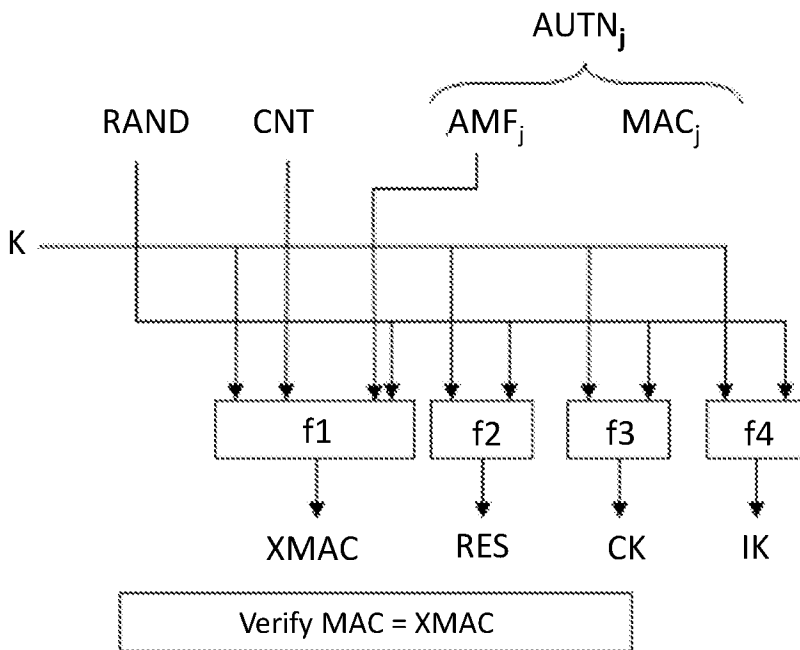 AUTNj
RAND CNT AMFj MACj
K
f1 f2 f3 f4
XMAC RES CK IK
Verify MAC = XMAC